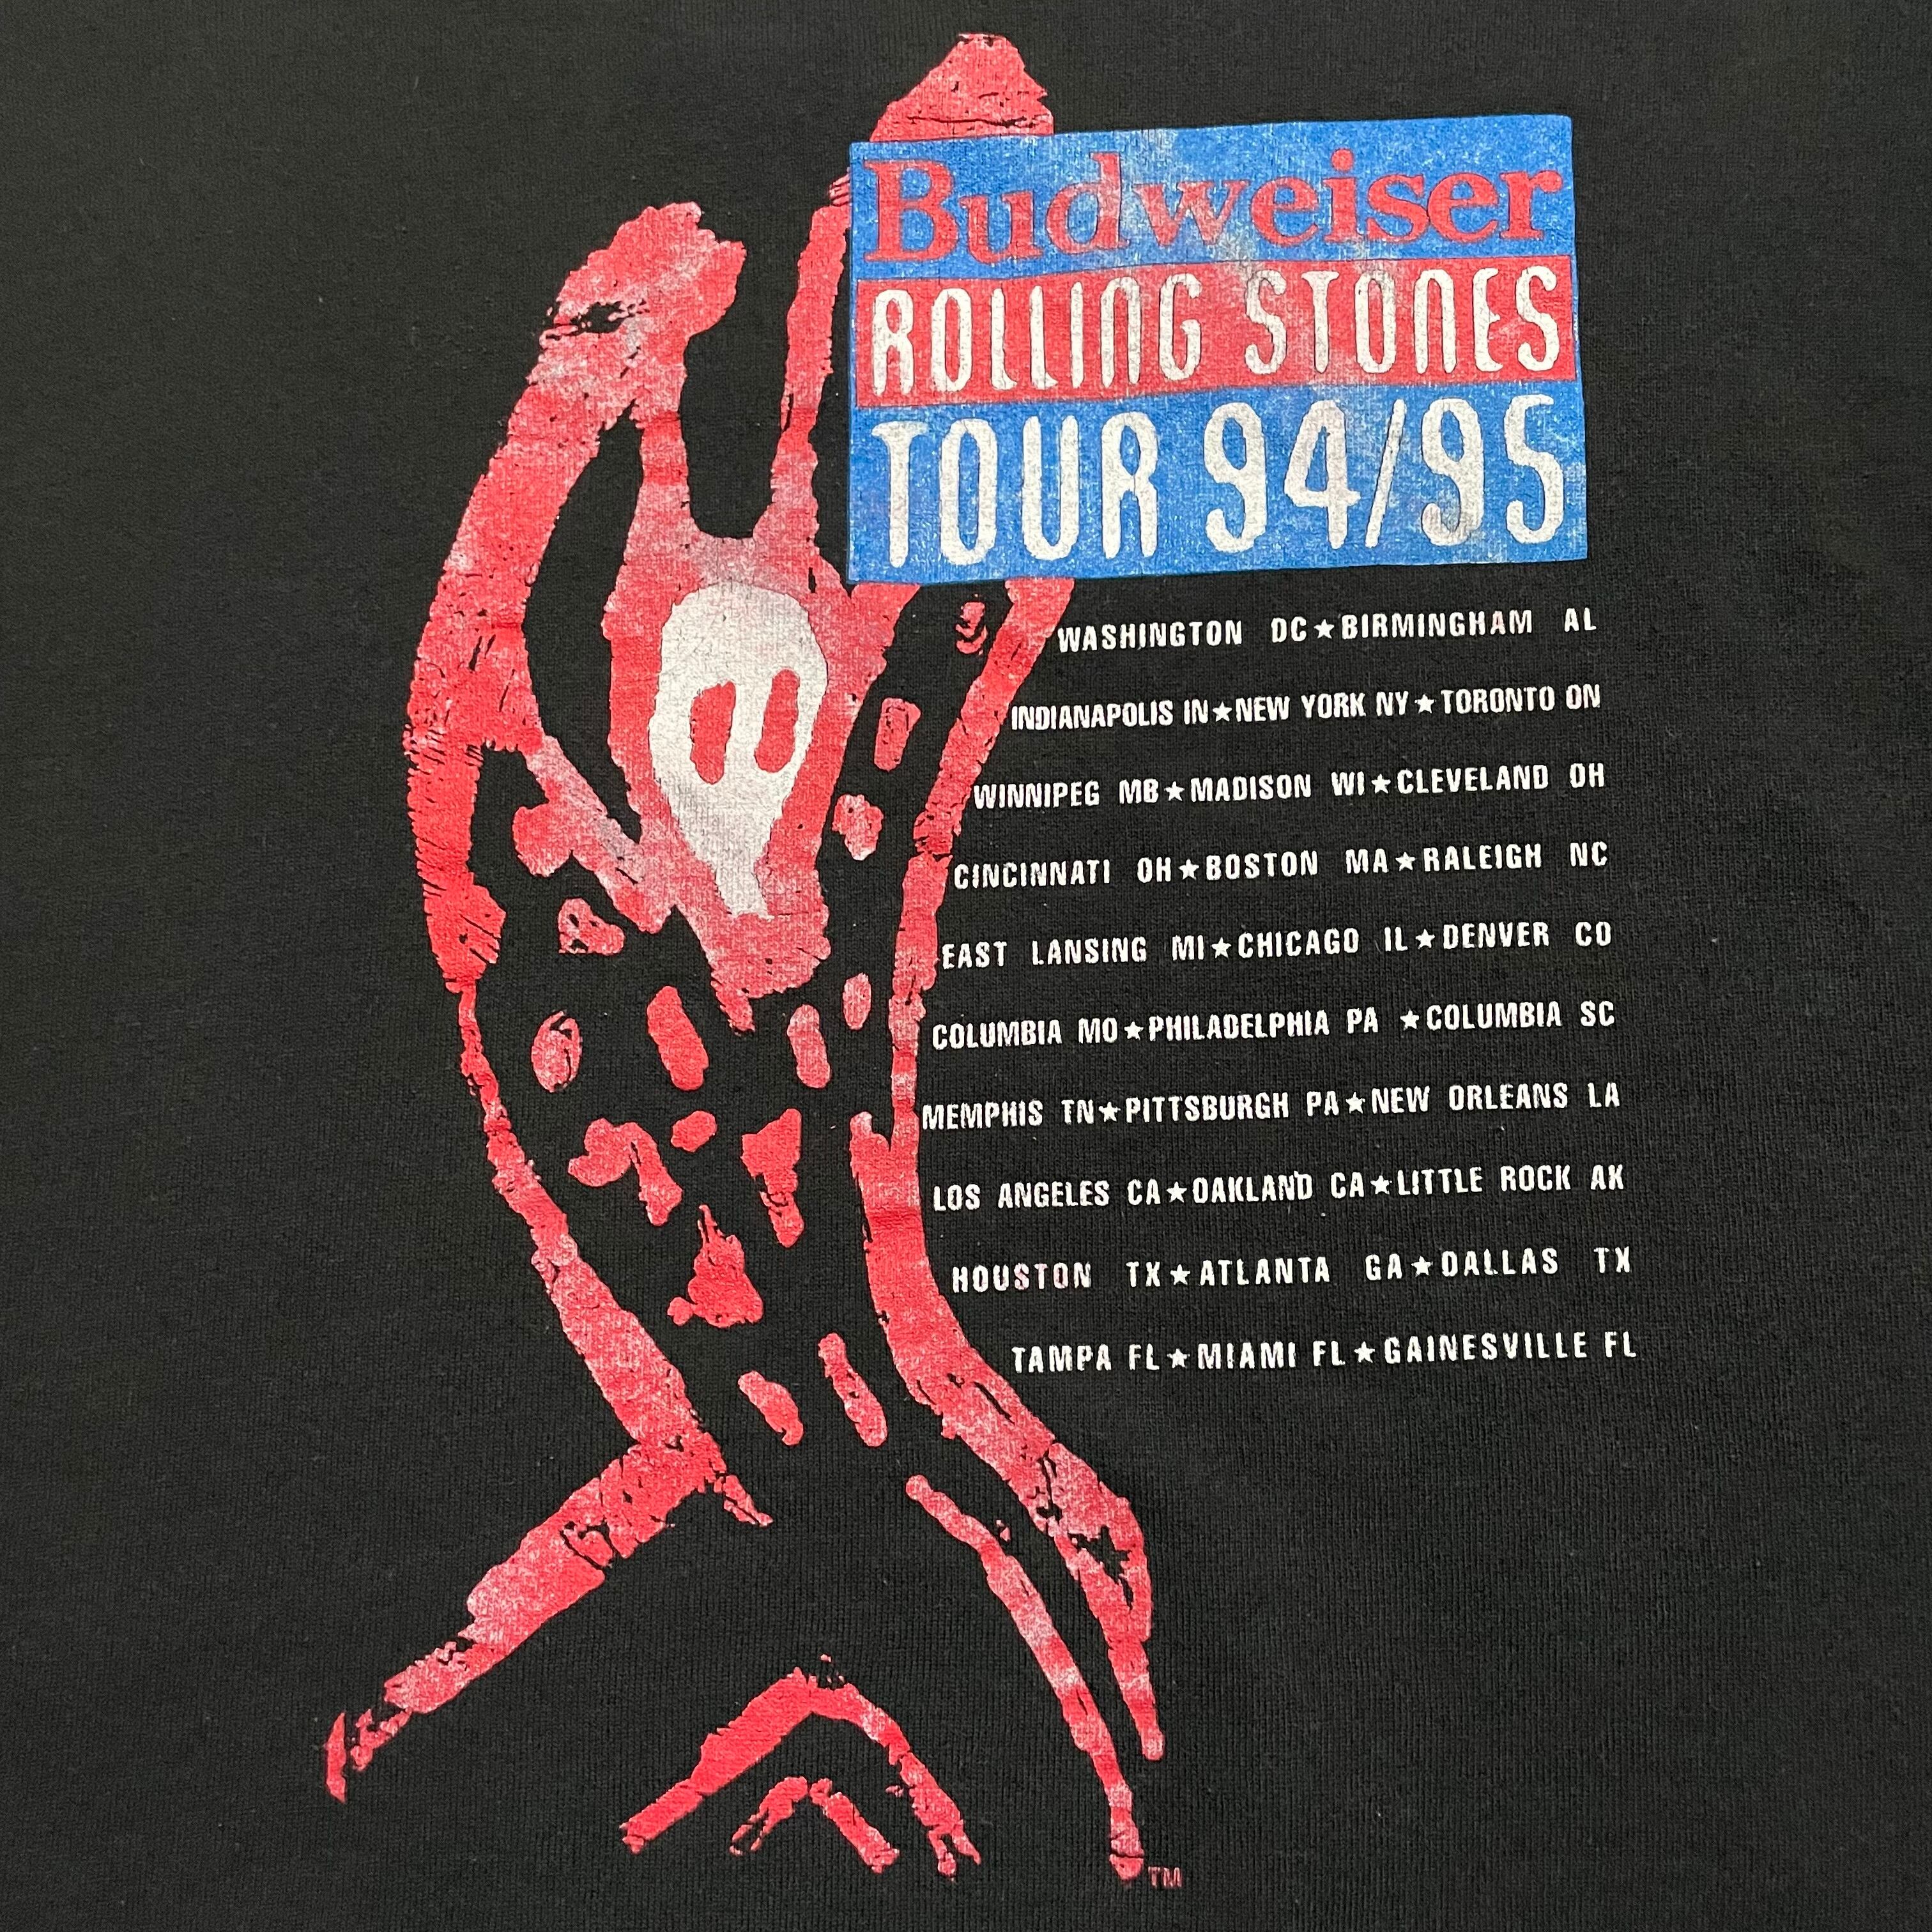 Budweiser
ROLLING STONES
TOUR 94/95
WASHINGTON DC★BIRMINGHAM AL
INDIANAPOLIS IN★NEW YORK NY★TORONTO ON
WINNIPEG MB★MADISON WI★CLEVELAND OH
CINCINNATI OH★BOSTON MA★RALEIGH NC
EAST LANSING MI★CHICAGO IL★DENVER CO
COLUMBIA MO★PHILADELPHIA PA ★COLUMBIA SC
MEMPHIS TN★PITTSBURGH PA★NEW ORLEANS LA
LOS ANGELES CA★OAKLAND CA★LITTLE ROCK AK
HOUSTON TX★ATLANTA GA★DALLAS TX
TAMPA FL★MIAMI FL★GAINESVILLE FL
TM